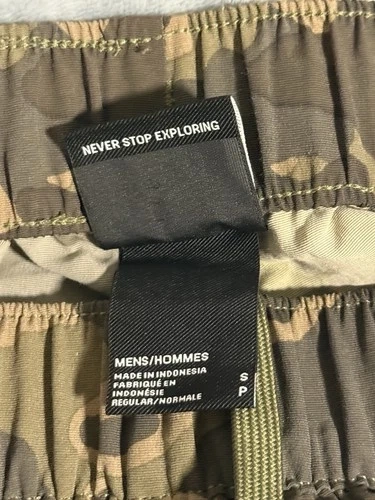 NEVER STOP EXPLORING
MENS/HOMMES
MADE IN INDONESIA
FABRIQUÉ EN
INDONÉSIE
REGULAR/NORMALE
S
P